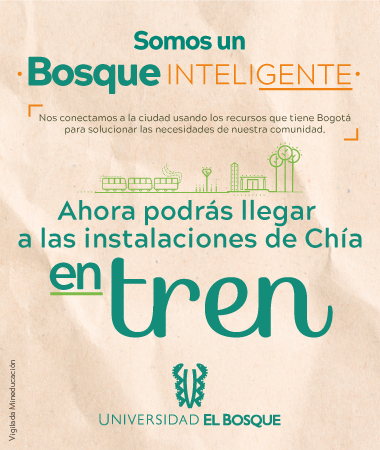 Somos un
·Bosque INTELIGENTE·
Nos conectamos a la ciudad usando los recursos que tiene Bogotá
para solucionar las necesidades de nuestra comunidad.
Ahora podrás llegar
a las instalaciones de Chía
en tren
UNIVERSIDAD EL BOSQUE
Vigilada Mineducación